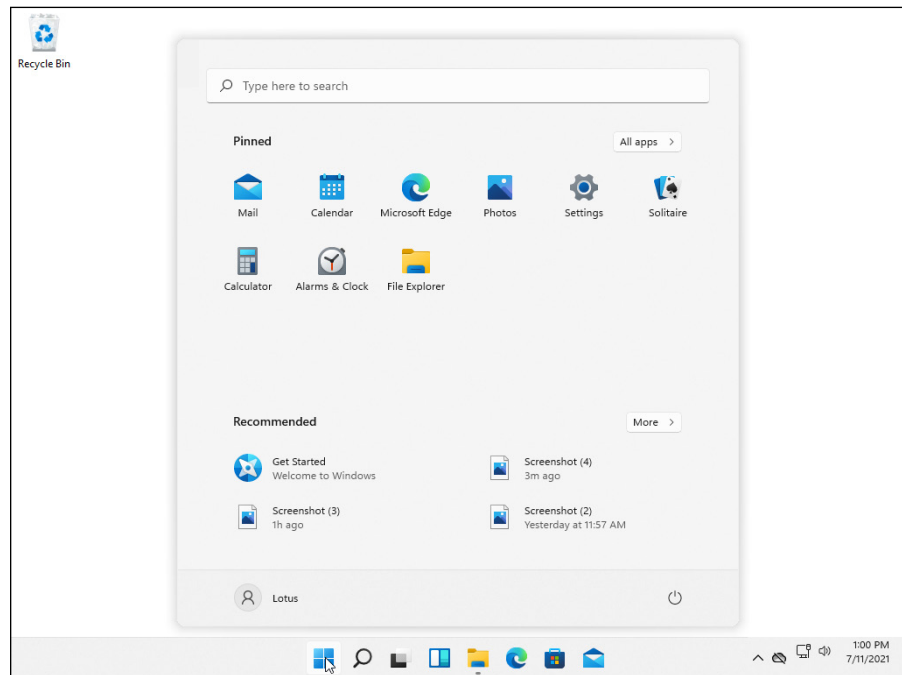 Recycle Bin
Type here to search
Pinned
All apps
Mail
Calendar
Microsoft Edge
Photos
Settings
Solitaire
Calculator
Alarms & Clock
File Explorer
Recommended
More
Get Started
Welcome to Windows
Screenshot (4)
3m ago
Screenshot (3)
1h ago
Screenshot (2)
Yesterday at 11:57 AM
Lotus
1:00 PM
7/11/2021